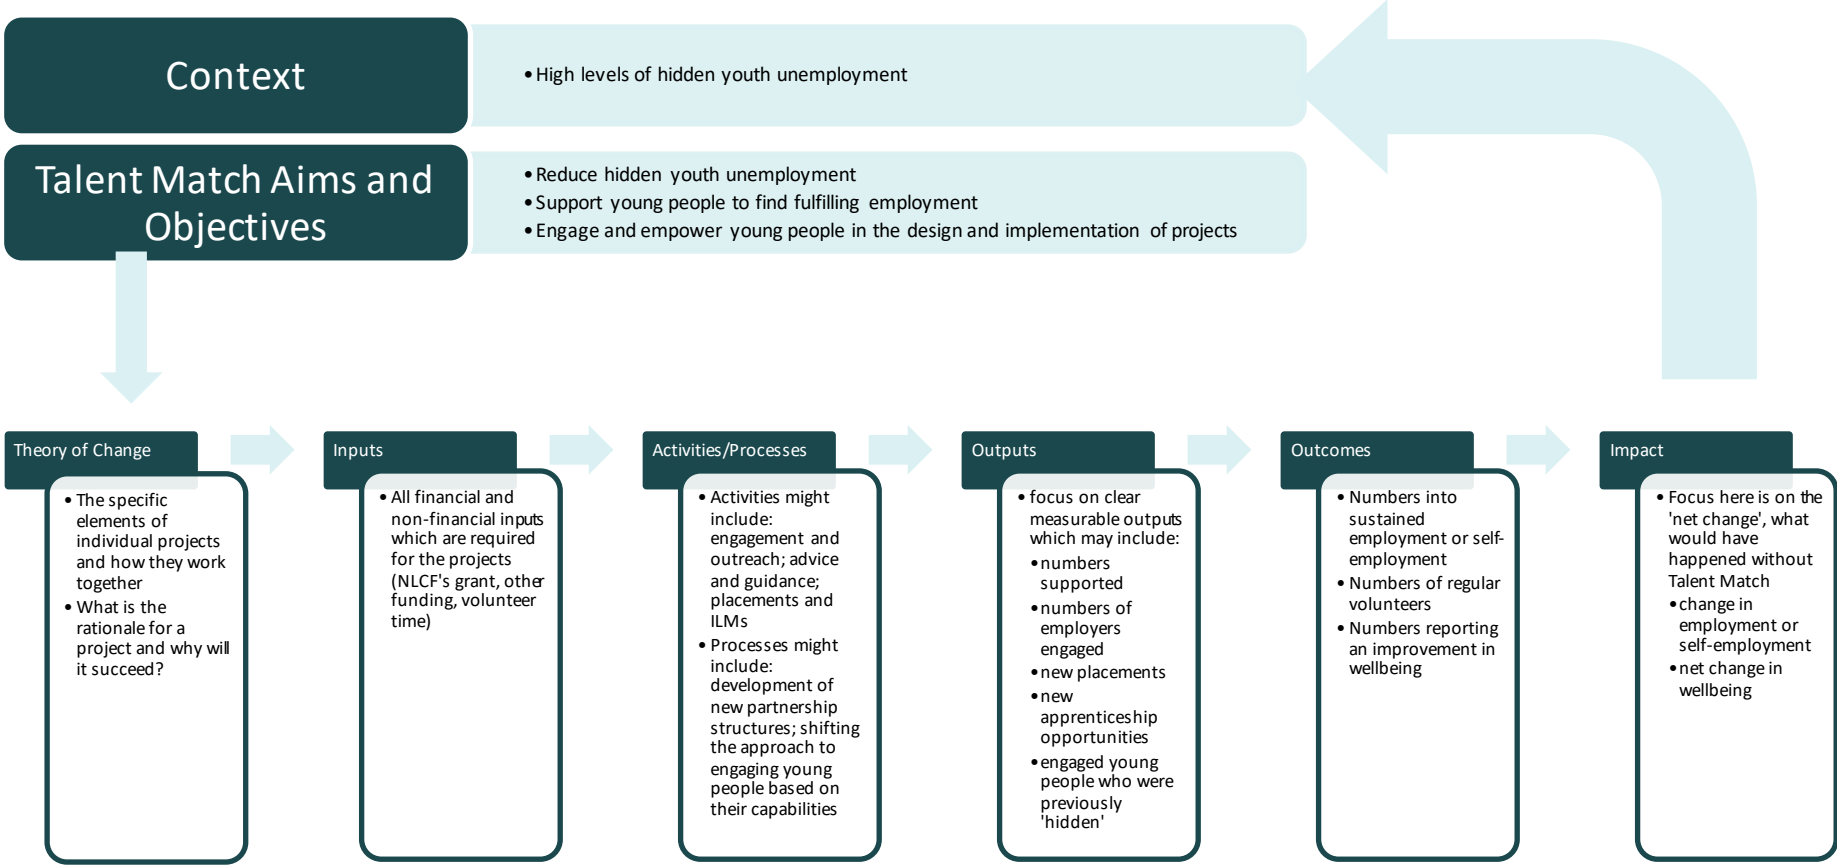 Context
• High levels of hidden youth unemployment
Talent Match Aims and
Objectives
• Reduce hidden youth unemployment
• Support young people to find fulfilling employment
• Engage and empower young people in the design and implementation of projects
Theory of Change
• The specific
elements of
individual projects
and how they work
together
• What is the
rationale for a
project and why will
it succeed?
Inputs
• All financial and
non-financial inputs
which are required
for the projects
(NLCF's grant, other
funding, volunteer
time)
Activities/Processes
• Activities might
include:
engagement and
outreach; advice
and guidance;
placements and
ILMs
• Processes might
include:
development of
new partnership
structures; shifting
the approach to
engaging young
people based on
their capabilities
Outputs
• focus on clear
measurable outputs
which may include:
• numbers
supported
• numbers of
employers
engaged
• new placements
• new
apprenticeship
opportunities
• engaged young
people who were
previously
'hidden'
Outcomes
• Numbers into
sustained
employment or self-
employment
• Numbers of regular
volunteers
• Numbers reporting
an improvement in
wellbeing
Impact
• Focus here is on the
'net change', what
would have
happened without
Talent Match
• change in
employment or
self-employment
• net change in
wellbeing